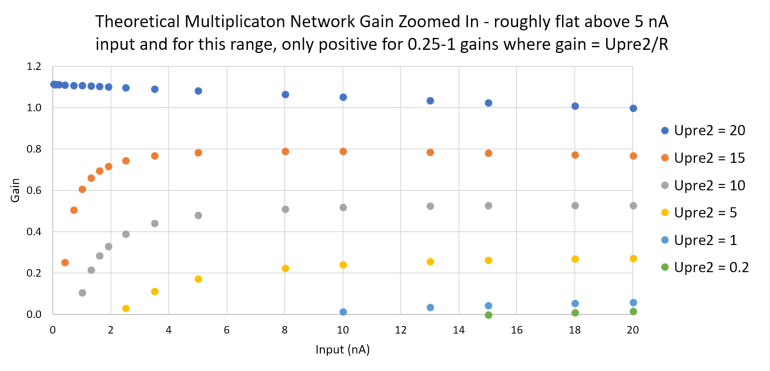 Theoretical Multiplicaton Network Gain Zoomed In - roughly flat above 5 nA
input and for this range, only positive for 0.25-1 gains where gain = Upre2/R
1.2
1.0
0.8
0.6
0.4
0.2
0.0
Gain
0 2 4 6 8 10 12 14 16 18 20
Input (nA)
Upre2 = 20
Upre2 = 15
Upre2 = 10
Upre2 = 5
Upre2 = 1
Upre2 = 0.2